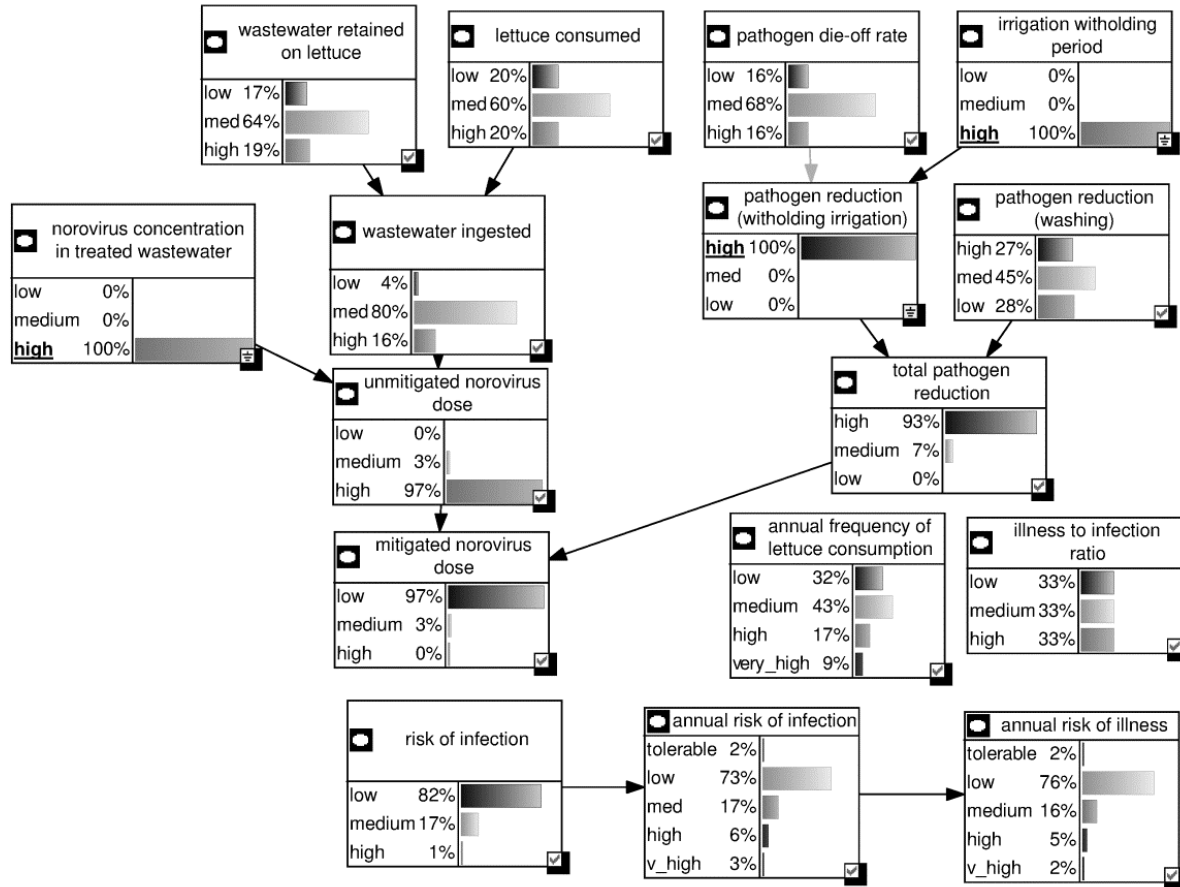 wastewater retained
on lettuce
low 17%
med 64%
high 19%
lettuce consumed
low 20%
med 60%
high 20%
pathogen die-off rate
low 16%
med 68%
high 16%
irrigation witholding
period
low 0%
medium 0%
high 100%
norovirus concentration
in treated wastewater
low 0%
medium 0%
high 100%
wastewater ingested
low 4%
med 80%
high 16%
pathogen reduction
(witholding irrigation)
high 100%
med 0%
low 0%
pathogen reduction
(washing)
high 27%
med 45%
low 28%
unmitigated norovirus
dose
low 0%
medium 3%
high 97%
total pathogen
reduction
high 93%
medium 7%
low 0%
mitigated norovirus
dose
low 97%
medium 3%
high 0%
annual frequency of
lettuce consumption
low 32%
medium 43%
high 17%
very_high 9%
illness to infection
ratio
low 33%
medium 33%
high 33%
risk of infection
low 82%
medium 17%
high 1%
annual risk of infection
tolerable 2%
low 73%
med 17%
high 6%
v_high 3%
annual risk of illness
tolerable 2%
low 76%
medium 16%
high 5%
v_high 2%